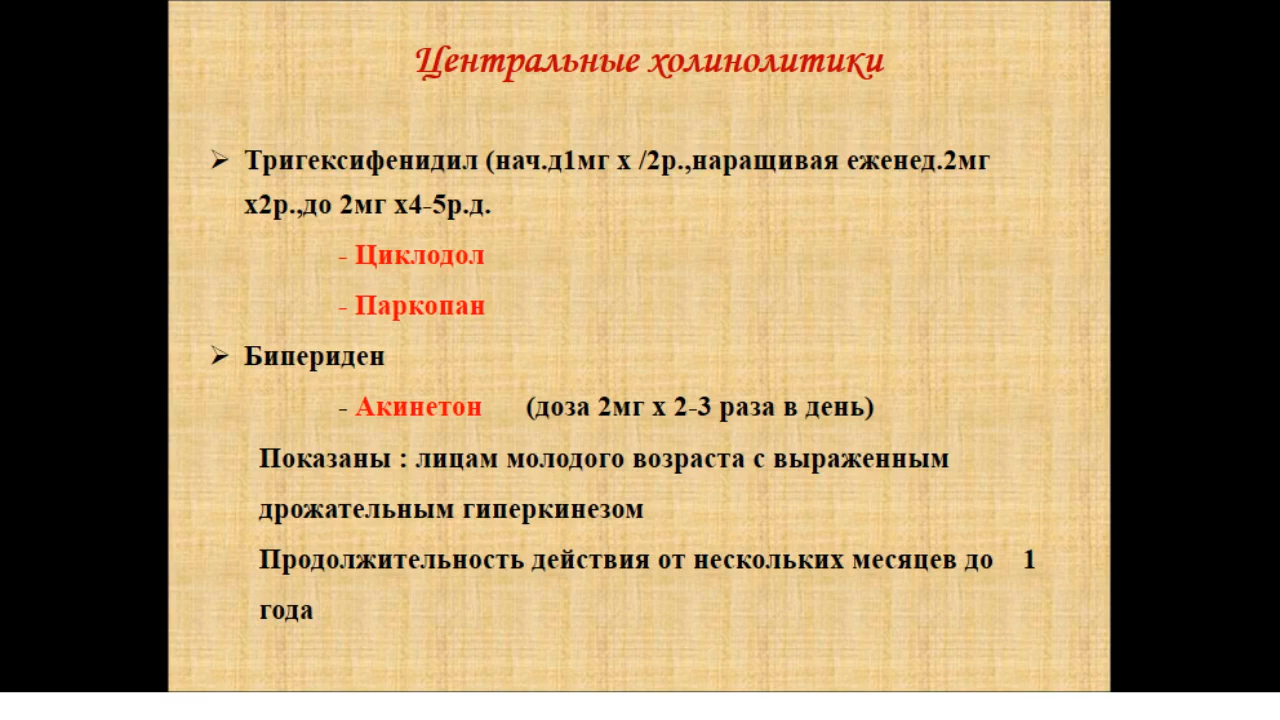 Центральные холинолитики
➢ Тригексифенидил (нач.д1мг х /2р.,наращивая еженед.2мг
х2р.,до 2мг х4-5р.д.
- Циклодол
- Паркопан
➢ Бипериден
- Акинетон (доза 2мг х 2-3 раза в день)
Показаны : лицам молодого возраста с выраженным
дрожательным гиперкинезом
Продолжительность действия от нескольких месяцев до 1
года